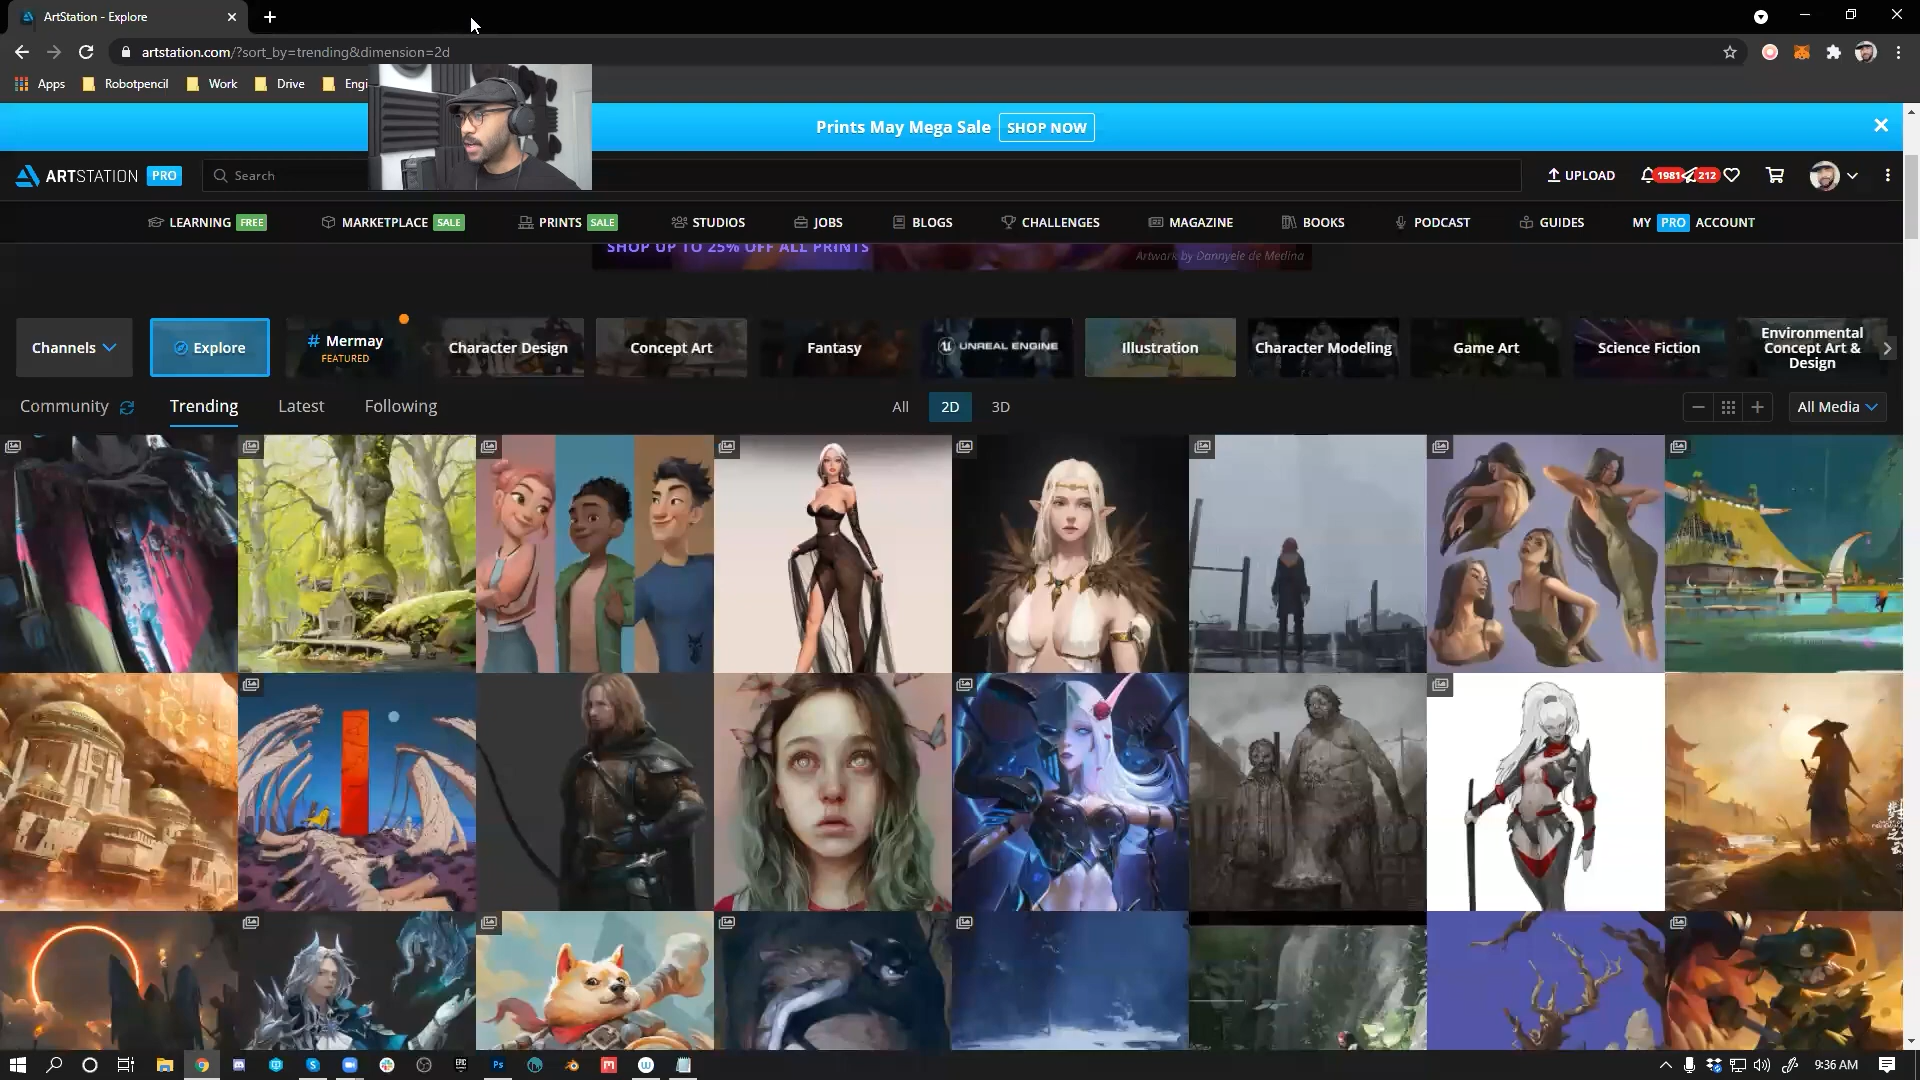 ArtStation - Explore
artstation.com/?sort_by=trending&dimension=2d
Apps Robotpencil Work Drive Engi
Prints May Mega Sale SHOP NOW
ARTSTATION PRO Search UPLOAD 1981 212
LEARNING FREE MARKETPLACE SALE PRINTS SALE STUDIOS JOBS BLOGS CHALLENGES MAGAZINE BOOKS PODCAST GUIDES MY PRO ACCOUNT
SHOP UP TO 25% OFF ALL PRINTS
Artwork by Dannyele de Medina
Channels Explore # Mermay FEATURED Character Design Concept Art Fantasy UNREAL ENGINE Illustration Character Modeling Game Art Science Fiction Environmental Concept Art & Design
Community Trending Latest Following All 2D 3D All Media
9:36 AM